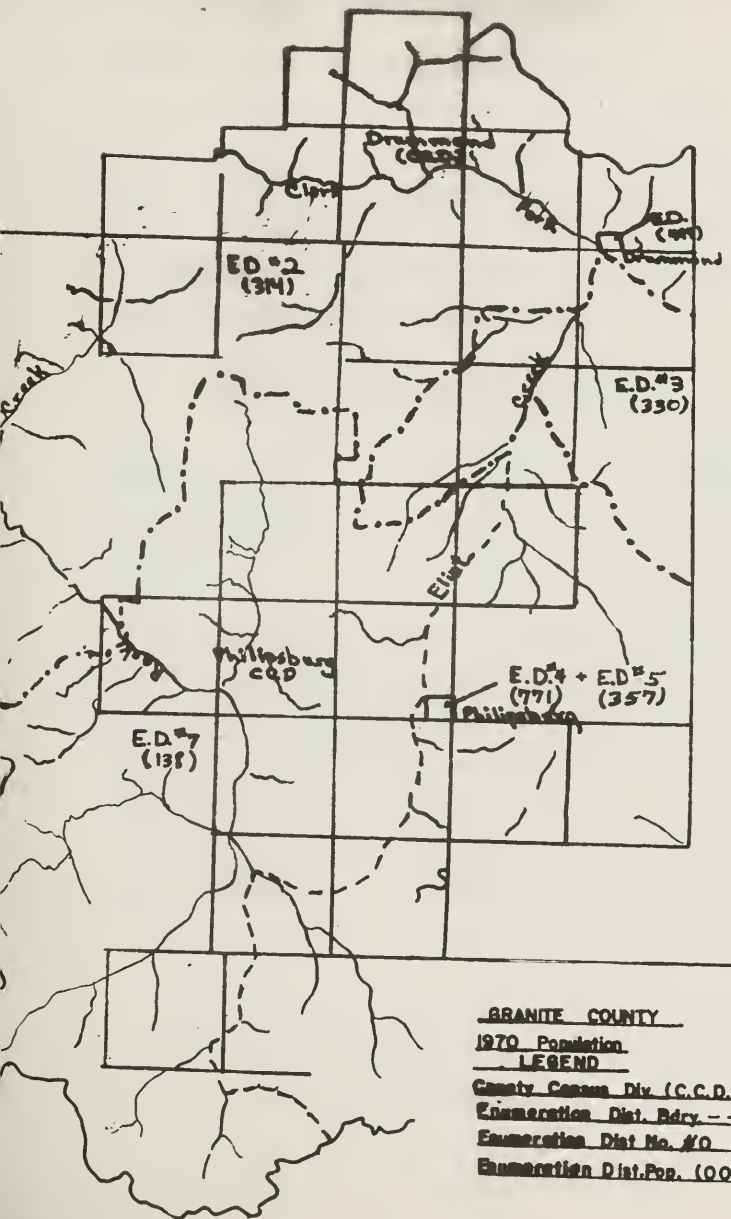 Drummond
(CCD)
Clark
Fork
E.D.
Drummond
E.D #2
(314)
Creek
Creek
E.D.#3
(330)
Flint
Philipsburg
CCD
E.D.#4 + E.D #5
(771) (357)
Philipsburg
E.D.#7
(138)
GRANITE COUNTY
1970 Population
LEGEND
County Census Div. (C.C.D.
Enumeration Dist. Bdry. - -
Enumeration Dist No. #0
Enumeration Dist.Pop. (00